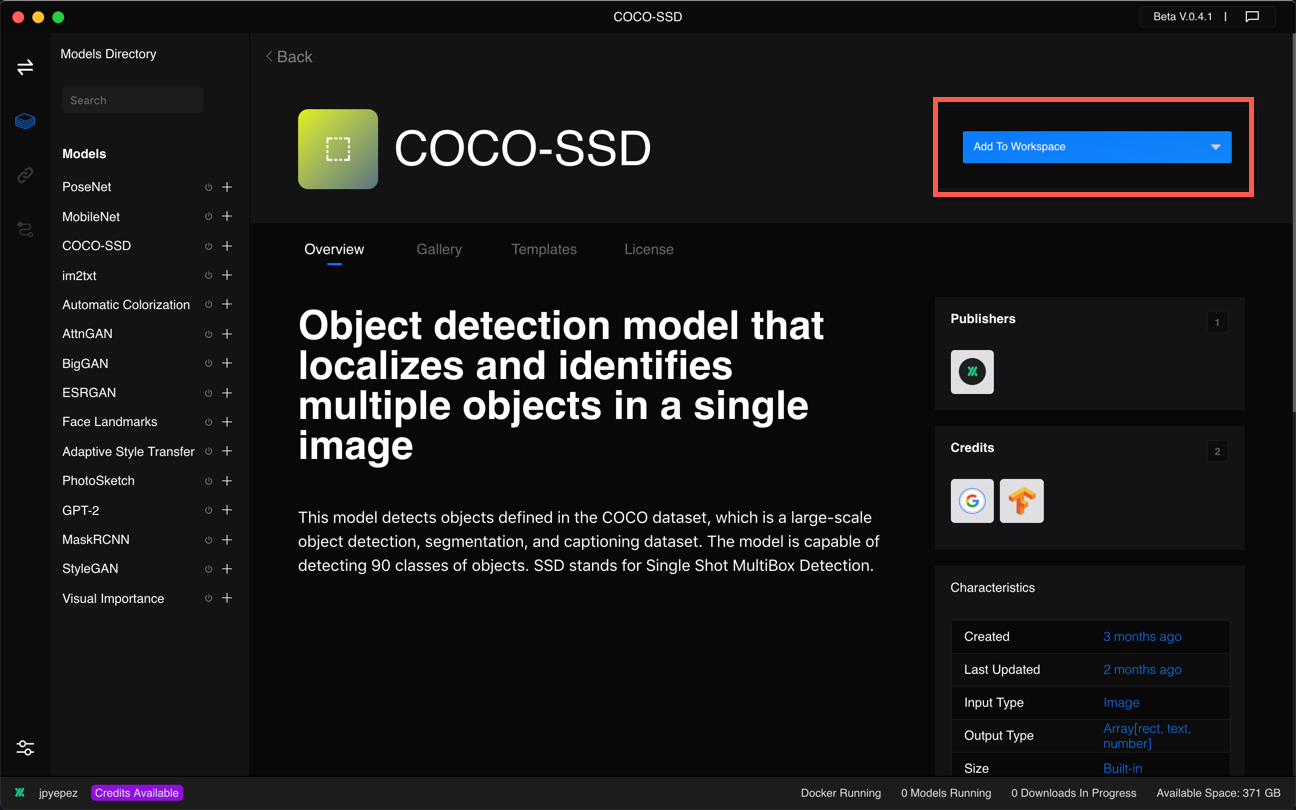 COCO-SSD
Beta V.0.4.1 |
Models Directory
Search
Models
PoseNet
MobileNet
COCO-SSD
im2txt
Automatic Colorization
AttnGAN
BigGAN
ESRGAN
Face Landmarks
Adaptive Style Transfer
PhotoSketch
GPT-2
MaskRCNN
StyleGAN
Visual Importance
Back
COCO-SSD
Add To Workspace
Overview Gallery Templates License
Object detection model that
localizes and identifies
multiple objects in a single
image
This model detects objects defined in the COCO dataset, which is a large-scale
object detection, segmentation, and captioning dataset. The model is capable of
detecting 90 classes of objects. SSD stands for Single Shot MultiBox Detection.
Publishers 1
Credits 2
G
Characteristics
Created 3 months ago
Last Updated 2 months ago
Input Type Image
Output Type Array[rect, text,
number]
Size Built-in
jpyepez Credits Available Docker Running 0 Models Running 0 Downloads In Progress Available Space: 371 GB